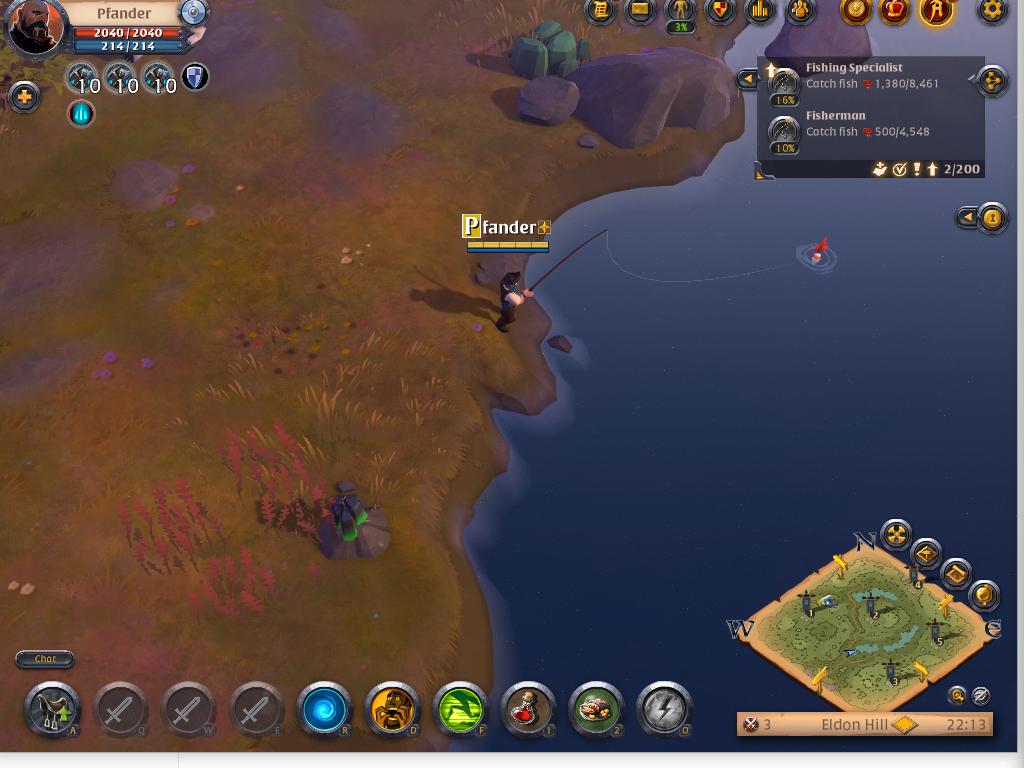 Pfander
2040/2040
214/214
10 10 10
3%
Fishing Specialist
Catch fish 1,380/8,461
16%
Fisherman
Catch fish 500/4,548
10%
2/200
Pfander
N
W
E
1
2
3
4
5
Chat
A
Q
W
E
R
D
F
1
2
O
3
Eldon Hill
22:13